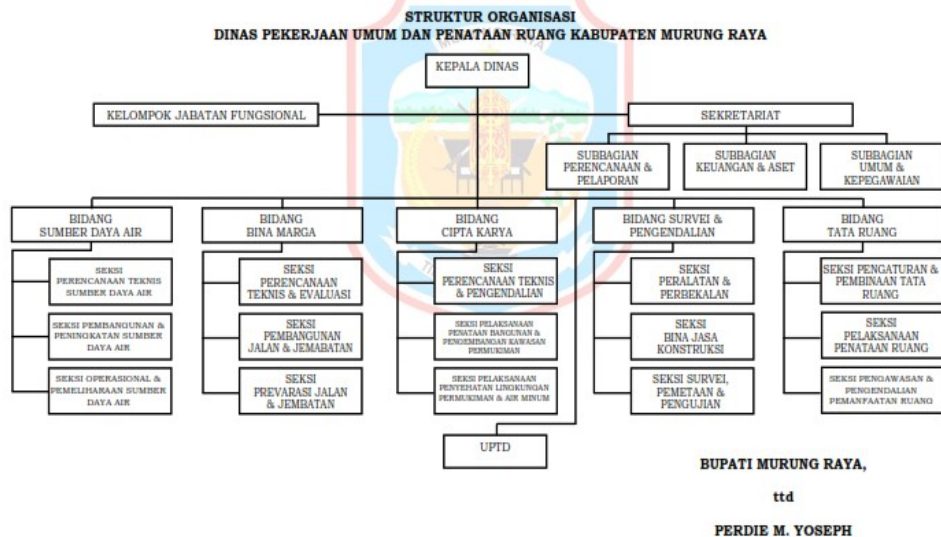 STRUKTUR ORGANISASI
DINAS PEKERJAAN UMUM DAN PENATAAN RUANG KABUPATEN MURUNG RAYA
KEPALA DINAS
KELOMPOK JABATAN FUNGSIONAL
SEKRETARIAT
SUBBAGIAN
PERENCANAAN &
PELAPORAN
SUBBAGIAN
KEUANGAN & ASET
SUBBAGIAN
UMUM &
KEPEGAWAIAN
BIDANG
SUMBER DAYA AIR
SEKSI
PERENCANAAN TEKNIS
SUMBER DAYA AIR
SEKSI PEMBANGUNAN &
PENINGKATAN SUMBER
DAYA AIR
SEKSI OPERASIONAL &
PEMELIHARAAN SUMBER
DAYA AIR
BIDANG
BINA MARGA
SEKSI
PERENCANAAN
TEKNIS & EVALUASI
SEKSI
PEMBANGUNAN
JALAN & JEMABATAN
SEKSI
PREVARASI JALAN
& JEMBATAN
BIDANG
CIPTA KARYA
SEKSI
PERENCANAAN TEKNIS
& PENGENDALIAN
SEKSI PELAKSANAAN
PENATAAN BANGUNAN &
PENGEMBANGAN KAWASAN
PERMUKIMAN
SEKSI PELAKSANAAN
PENYEHATAN LINGKUNGAN
PERMUKIMAN & AIR MINUM
BIDANG SURVEI &
PENGENDALIAN
SEKSI
PERALATAN &
PERBEKALAN
SEKSI
BINA JASA
KONSTRUKSI
SEKSI SURVEI,
PEMETAAN &
PENGUJIAN
BIDANG
TATA RUANG
SEKSI PENGATURAN &
PEMBINAAN TATA
RUANG
SEKSI
PELAKSANAAN
PENATAAN RUANG
SEKSI PENGAWASAN &
PENGENDALIAN
PEMANFAATAN RUANG
UPTD
BUPATI MURUNG RAYA,
ttd
PERDIE M. YOSEPH